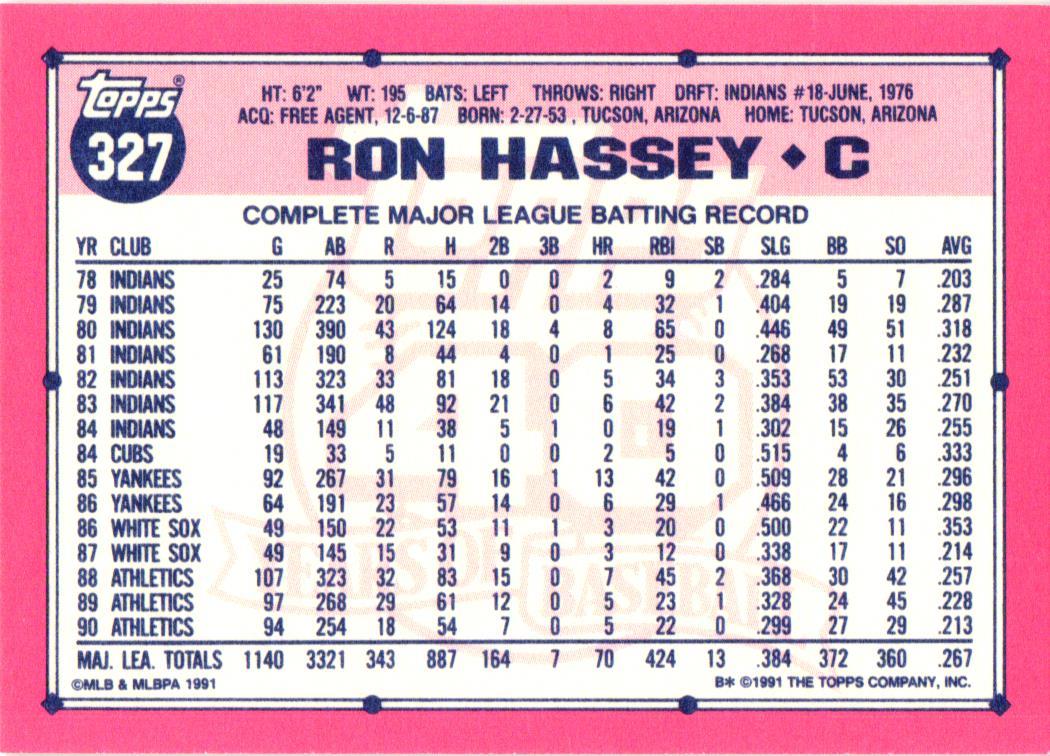 Topps®
327
HT: 6'2" WT: 195 BATS: LEFT THROWS: RIGHT DRFT: INDIANS #18-JUNE, 1976
ACQ: FREE AGENT, 12-6-87 BORN: 2-27-53 , TUCSON, ARIZONA HOME: TUCSON, ARIZONA
RON HASSEY ◆ C
COMPLETE MAJOR LEAGUE BATTING RECORD
YR CLUB G AB R H 2B 3B HR RBI SB SLG BB SO AVG
78 INDIANS 25 74 5 15 0 0 2 9 2 .284 5 7 .203
79 INDIANS 75 223 20 64 14 0 4 32 1 .404 19 19 .287
80 INDIANS 130 390 43 124 18 4 8 65 0 .446 49 51 .318
81 INDIANS 61 190 8 44 4 0 1 25 0 .268 17 11 .232
82 INDIANS 113 323 33 81 18 0 5 34 3 .353 53 30 .251
83 INDIANS 117 341 48 92 21 0 6 42 2 .384 38 35 .270
84 INDIANS 48 149 11 38 5 1 0 19 1 .302 15 26 .255
84 CUBS 19 33 5 11 0 0 2 5 0 .515 4 6 .333
85 YANKEES 92 267 31 79 16 1 13 42 0 .509 28 21 .296
86 YANKEES 64 191 23 57 14 0 6 29 1 .466 24 16 .298
86 WHITE SOX 49 150 22 53 11 1 3 20 0 .500 22 11 .353
87 WHITE SOX 49 145 15 31 9 0 3 12 0 .338 17 11 .214
88 ATHLETICS 107 323 32 83 15 0 7 45 2 .368 30 42 .257
89 ATHLETICS 97 268 29 61 12 0 5 23 1 .328 24 45 .228
90 ATHLETICS 94 254 18 54 7 0 5 22 0 .299 27 29 .213
MAJ. LEA. TOTALS 1140 3321 343 887 164 7 70 424 13 .384 372 360 .267
©MLB & MLBPA 1991 B* ©1991 THE TOPPS COMPANY, INC.
40
YEARS OF BASEBALL